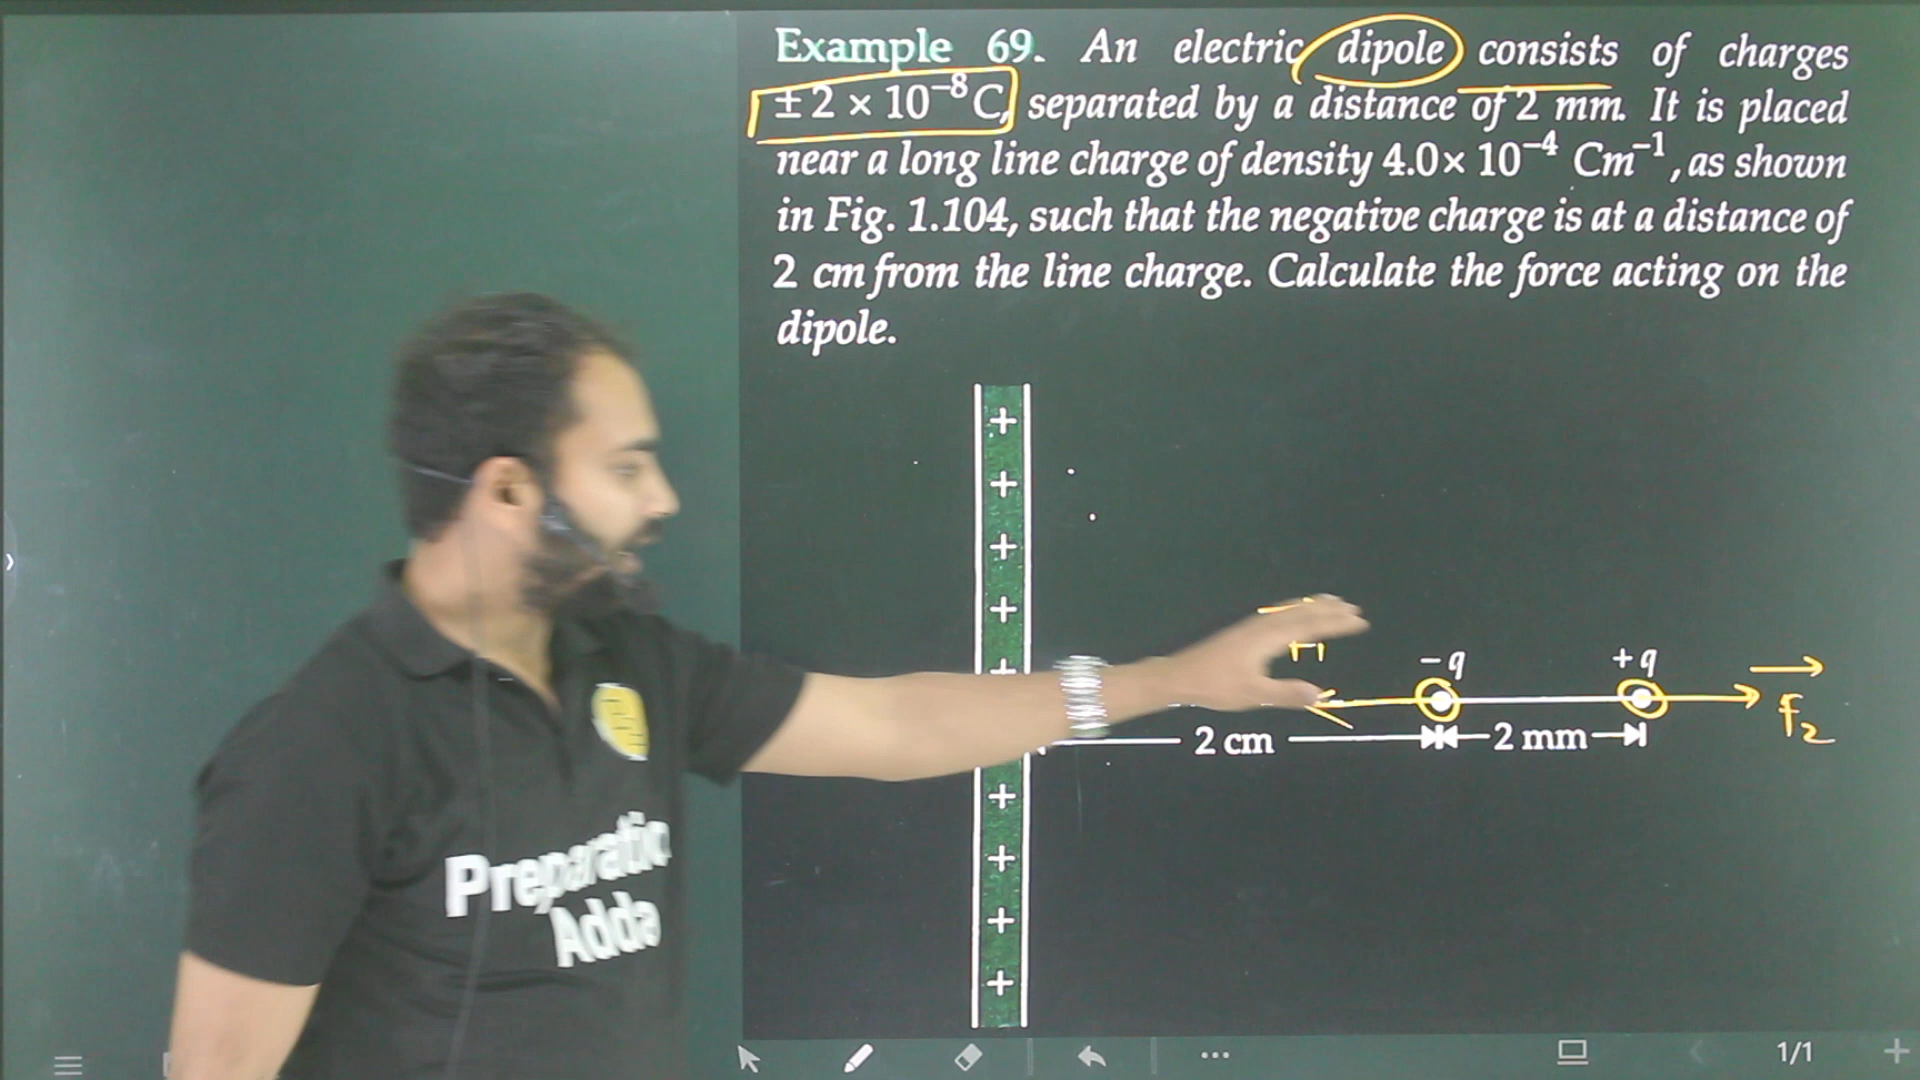 Example 69. An electric dipole consists of charges
± 2 × 10⁻⁸ C, separated by a distance of 2 mm. It is placed
near a long line charge of density 4.0× 10⁻⁴ Cm⁻¹, as shown
in Fig. 1.104, such that the negative charge is at a distance of
2 cm from the line charge. Calculate the force acting on the
dipole.
+
+
+
+
+
− q
+ q
f₂
2 cm
2 mm
+
+
+
+
Preparation
Adda
1/1